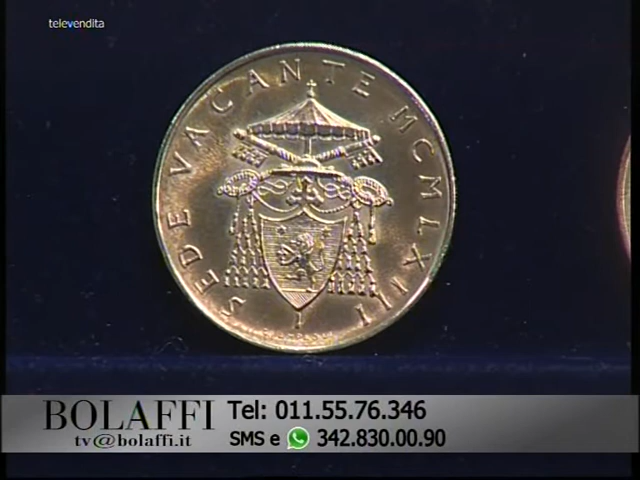 televendita
SEDE VACANTE MCMLXIII
BOLAFFI
tv@bolaffi.it
Tel: 011.55.76.346
SMS e 342.830.00.90